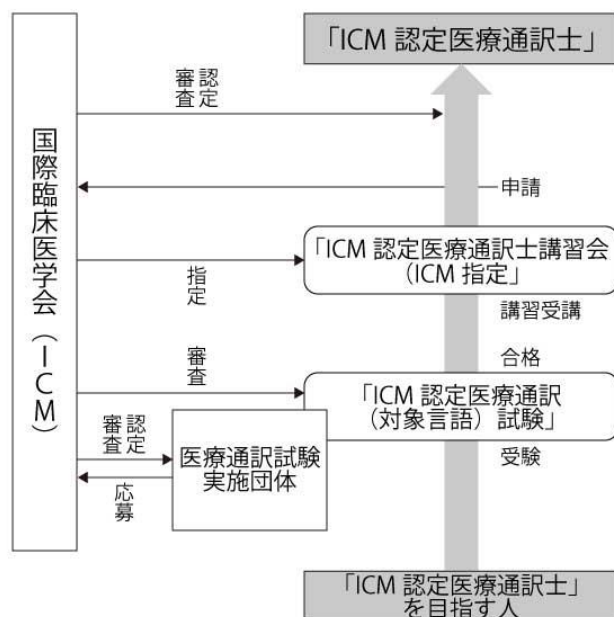 「ICM 認定医療通訳士」
認定
審査
申請
国際臨床医学会（ICM）
「ICM 認定医療通訳士講習会
（ICM 指定」
指定
講習受講
合格
審査
「ICM 認定医療通訳
（対象言語）試験」
認定
審査
医療通訳試験
実施団体
受験
応募
「ICM 認定医療通訳士」
を目指す人